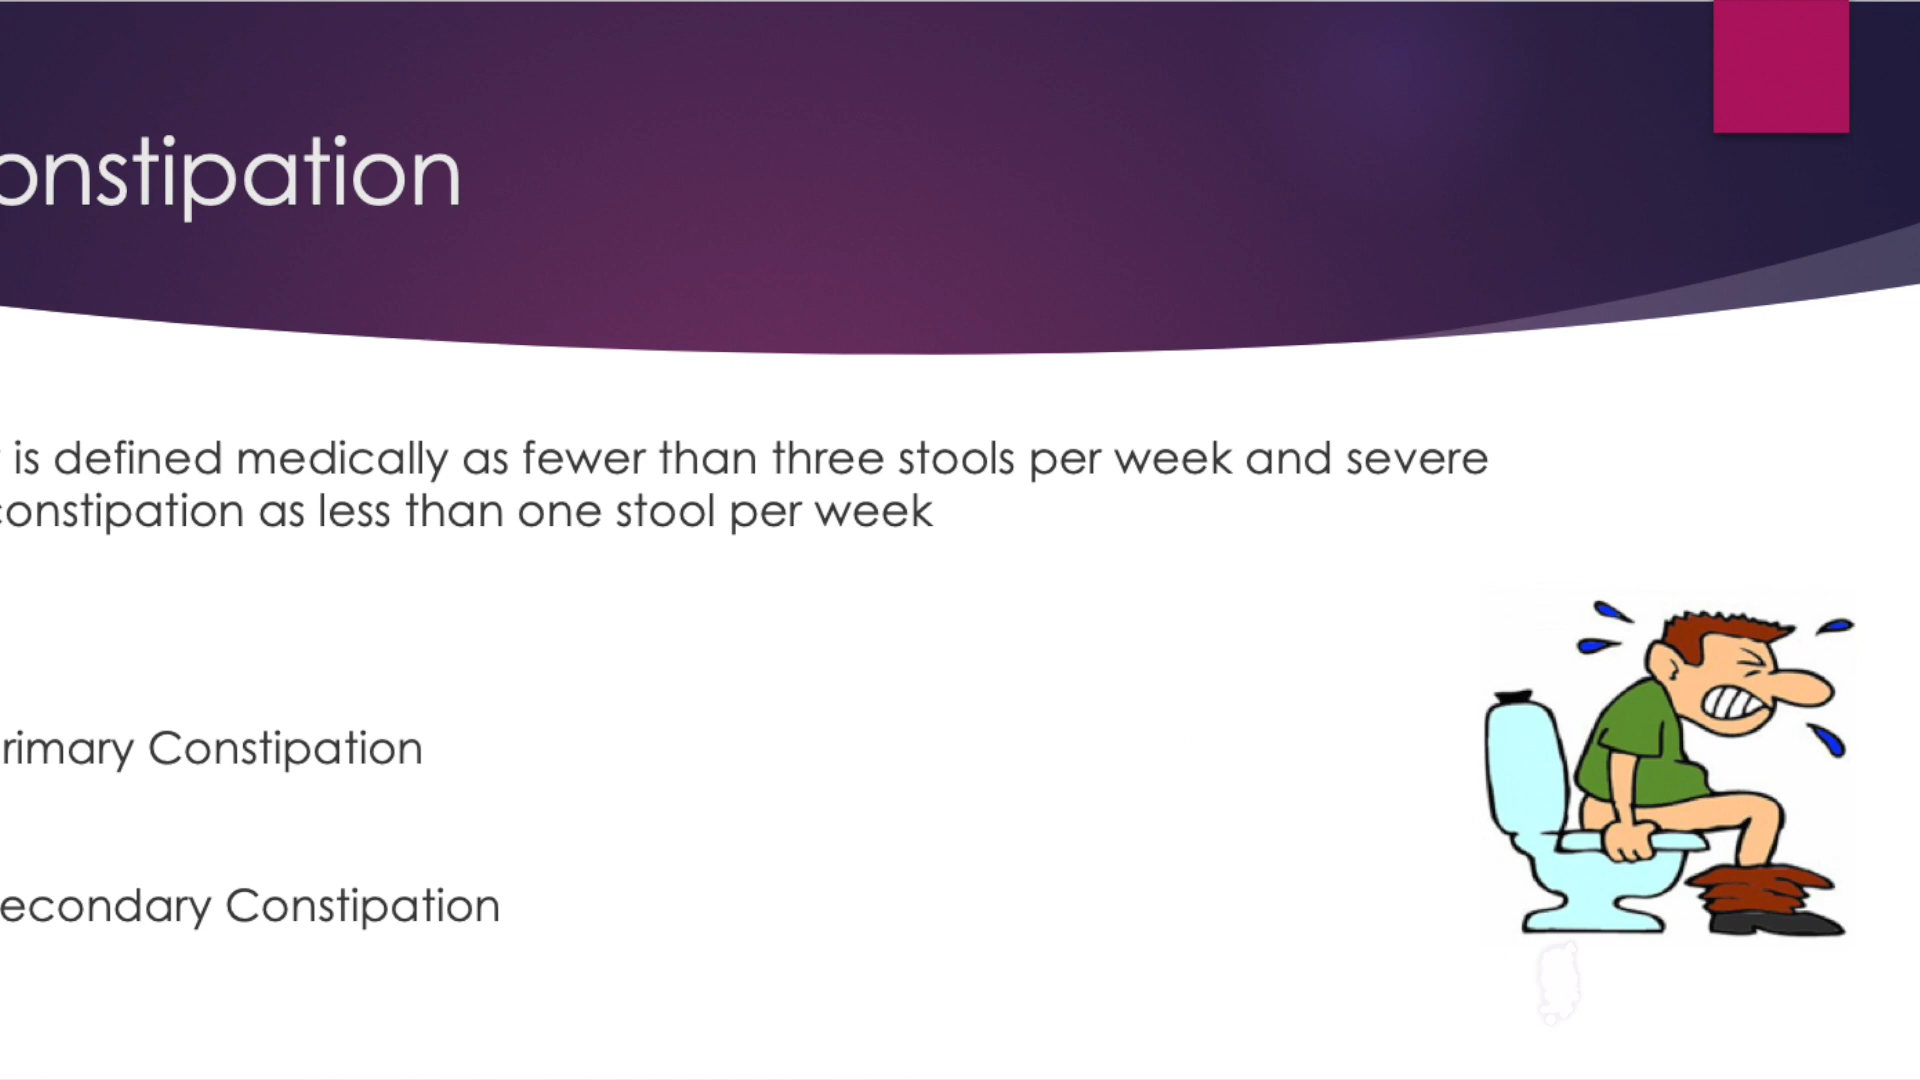 onstipation
is defined medically as fewer than three stools per week and severe
constipation as less than one stool per week
rimary Constipation
econdary Constipation